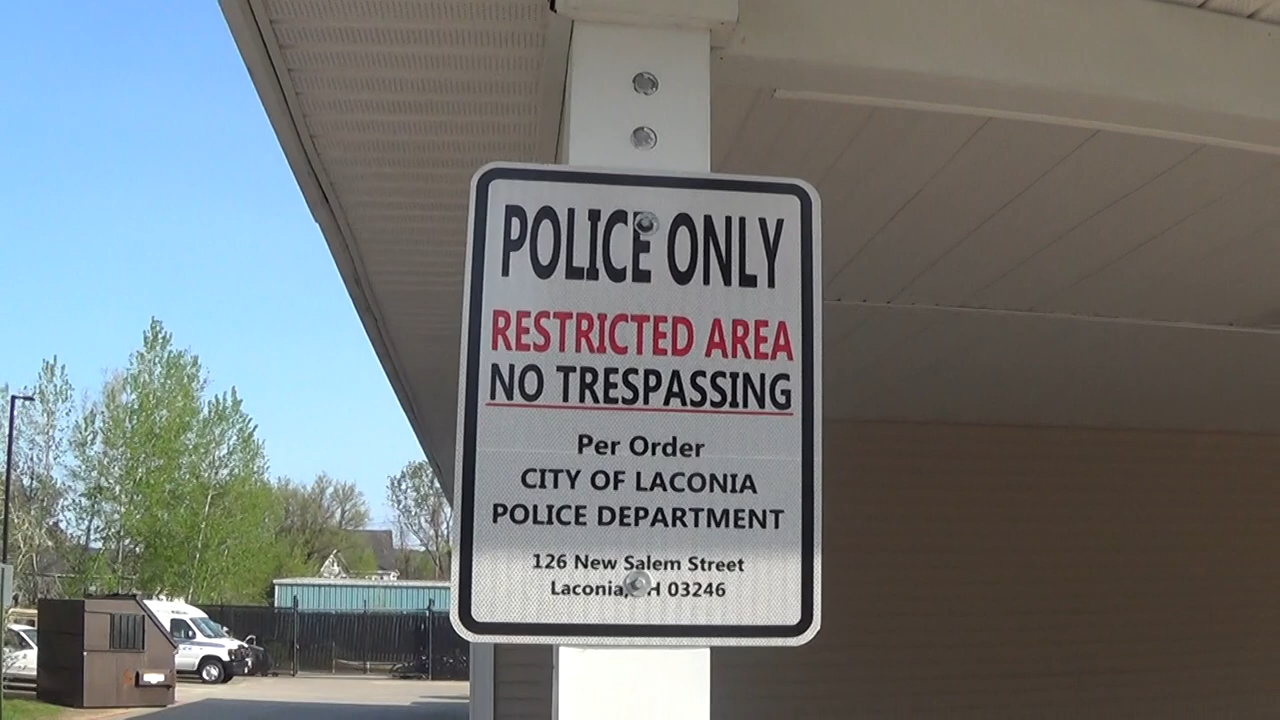 POLICE ONLY
RESTRICTED AREA
NO TRESPASSING
Per Order
CITY OF LACONIA
POLICE DEPARTMENT
126 New Salem Street
Laconia, NH 03246